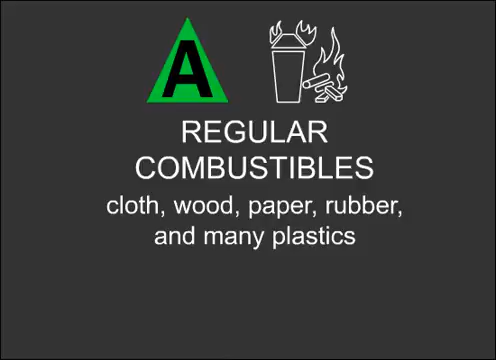 A
REGULAR
COMBUSTIBLES
cloth, wood, paper, rubber,
and many plastics